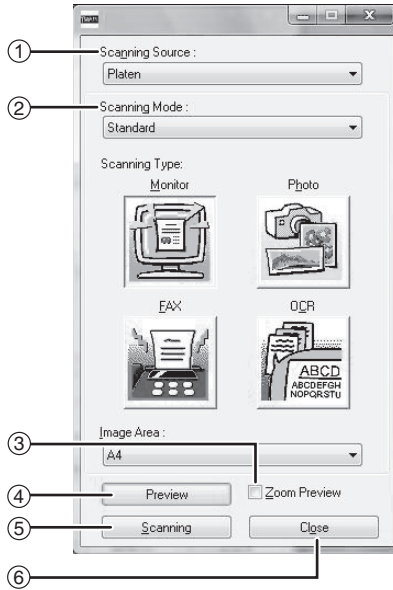 ① Scanning Source :
Platen
② Scanning Mode :
Standard
Scanning Type:
Monitor Photo
FAX OCR
ABCD
ABCDEFGH
NOPQRSTU
Image Area :
③
A4
④ Preview Zoom Preview
⑤ Scanning Close
⑥